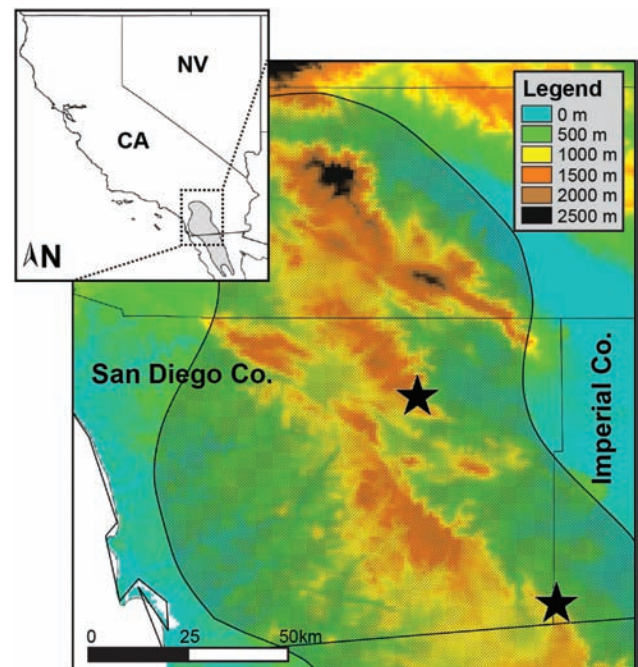 NV
CA
N
Legend
0 m
500 m
1000 m
1500 m
2000 m
2500 m
San Diego Co.
Imperial Co.
0 25 50km